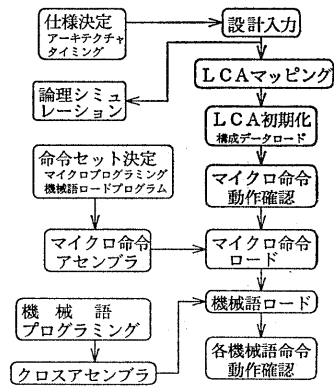 仕様決定
アーキテクチャ
タイミング
設計入力
LCAマッピング
論理シミュ
レーション
LCA初期化
構成データロード
命令セット決定
マイクロプログラミング
機械語ロードプログラム
マイクロ命令
動作確認
マイクロ命令
アセンブラ
マイクロ命令
ロード
機械語
プログラミング
機械語ロード
クロスアセンブラ
各機械語命令
動作確認